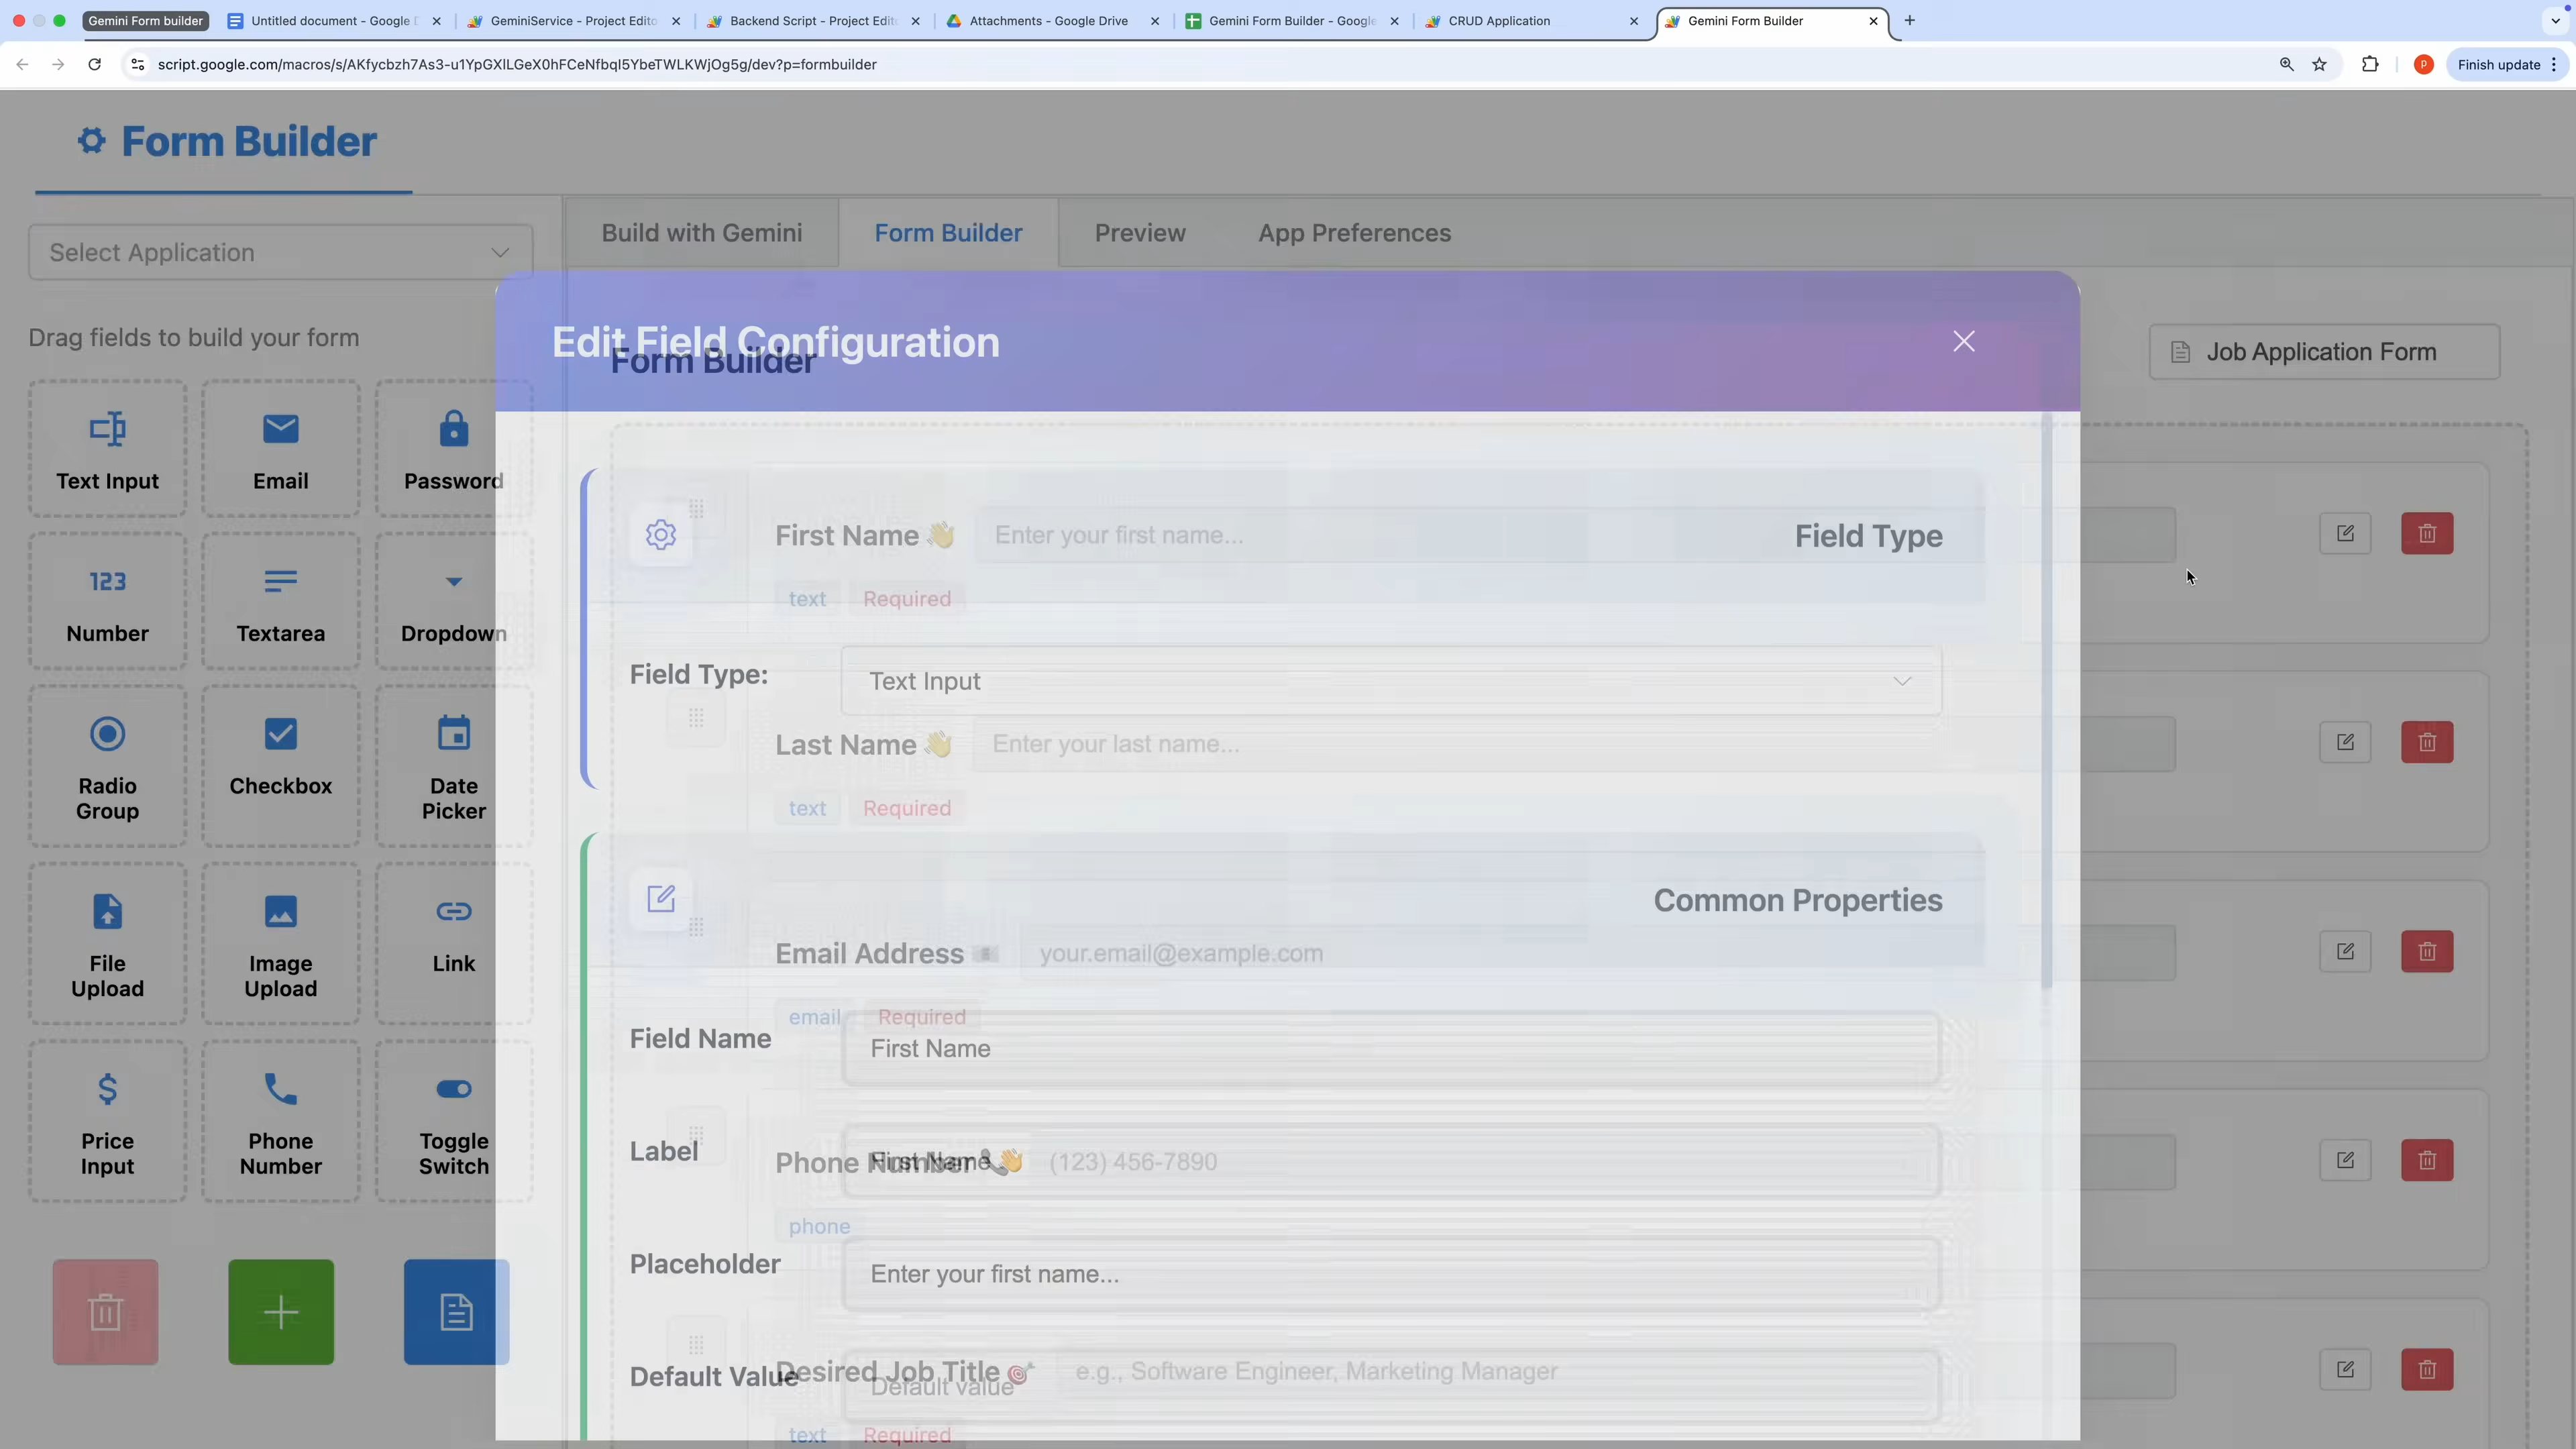 Gemini Form builder
Untitled document - Google D
GeminiService - Project Edito
Backend Script - Project Edito
Attachments - Google Drive
Gemini Form Builder - Google
CRUD Application
Gemini Form Builder
script.google.com/macros/s/AKfycbzh7As3-u1YpGXlLGeX0hFCeNfbqI5YbeTWLKWjOg5g/dev?p=formbuilder
P
Finish update
Form Builder
Select Application
Build with Gemini
Form Builder
Preview
App Preferences
Drag fields to build your form
Text Input
Email
Password
123
Number
Textarea
Dropdown
Radio
Group
Checkbox
Date
Picker
File
Upload
Image
Upload
Link
Price
Input
Phone
Number
Toggle
Switch
Edit Field Configuration
Form Builder
Job Application Form
First Name 👋
Enter your first name...
Field Type
text
Required
Field Type:
Text Input
Last Name 👋
Enter your last name...
text
Required
Common Properties
Email Address 📧
your.email@example.com
email
Required
Field Name
First Name
Label
First Name 👋
Phone Number 📞
(123) 456-7890
phone
Placeholder
Enter your first name...
Default Value
Default value
Desired Job Title 🎯
e.g., Software Engineer, Marketing Manager
text
Required